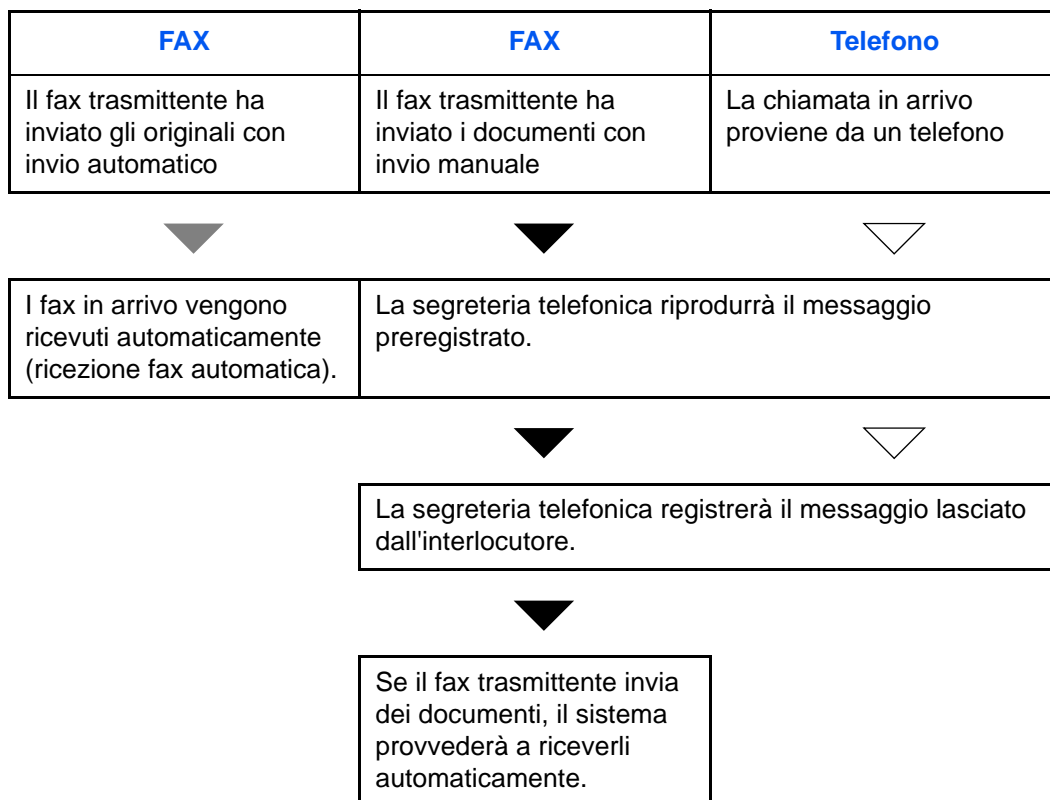 FAX
FAX
Telefono
Il fax trasmittente ha
inviato gli originali con
invio automatico
Il fax trasmittente ha
inviato i documenti con
invio manuale
La chiamata in arrivo
proviene da un telefono
I fax in arrivo vengono
ricevuti automaticamente
(ricezione fax automatica).
La segreteria telefonica riprodurrà il messaggio
preregistrato.
La segreteria telefonica registrerà il messaggio lasciato
dall'interlocutore.
Se il fax trasmittente invia
dei documenti, il sistema
provvederà a riceverli
automaticamente.